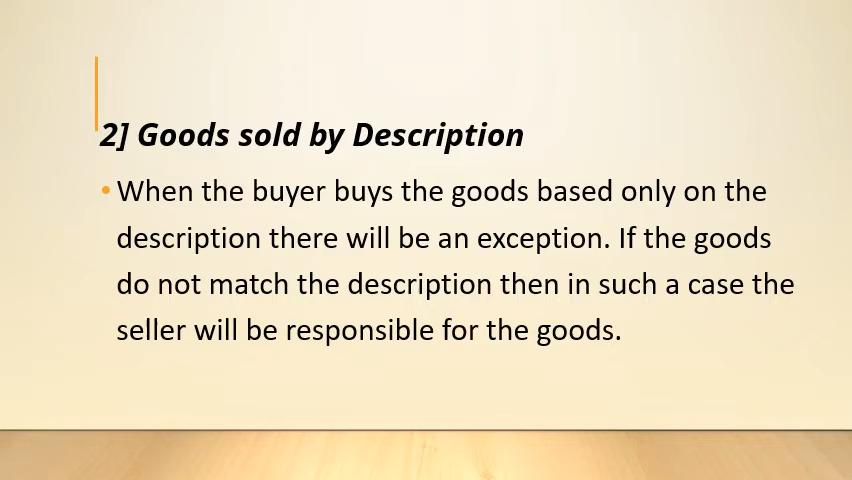 2] Goods sold by Description
• When the buyer buys the goods based only on the
description there will be an exception. If the goods
do not match the description then in such a case the
seller will be responsible for the goods.